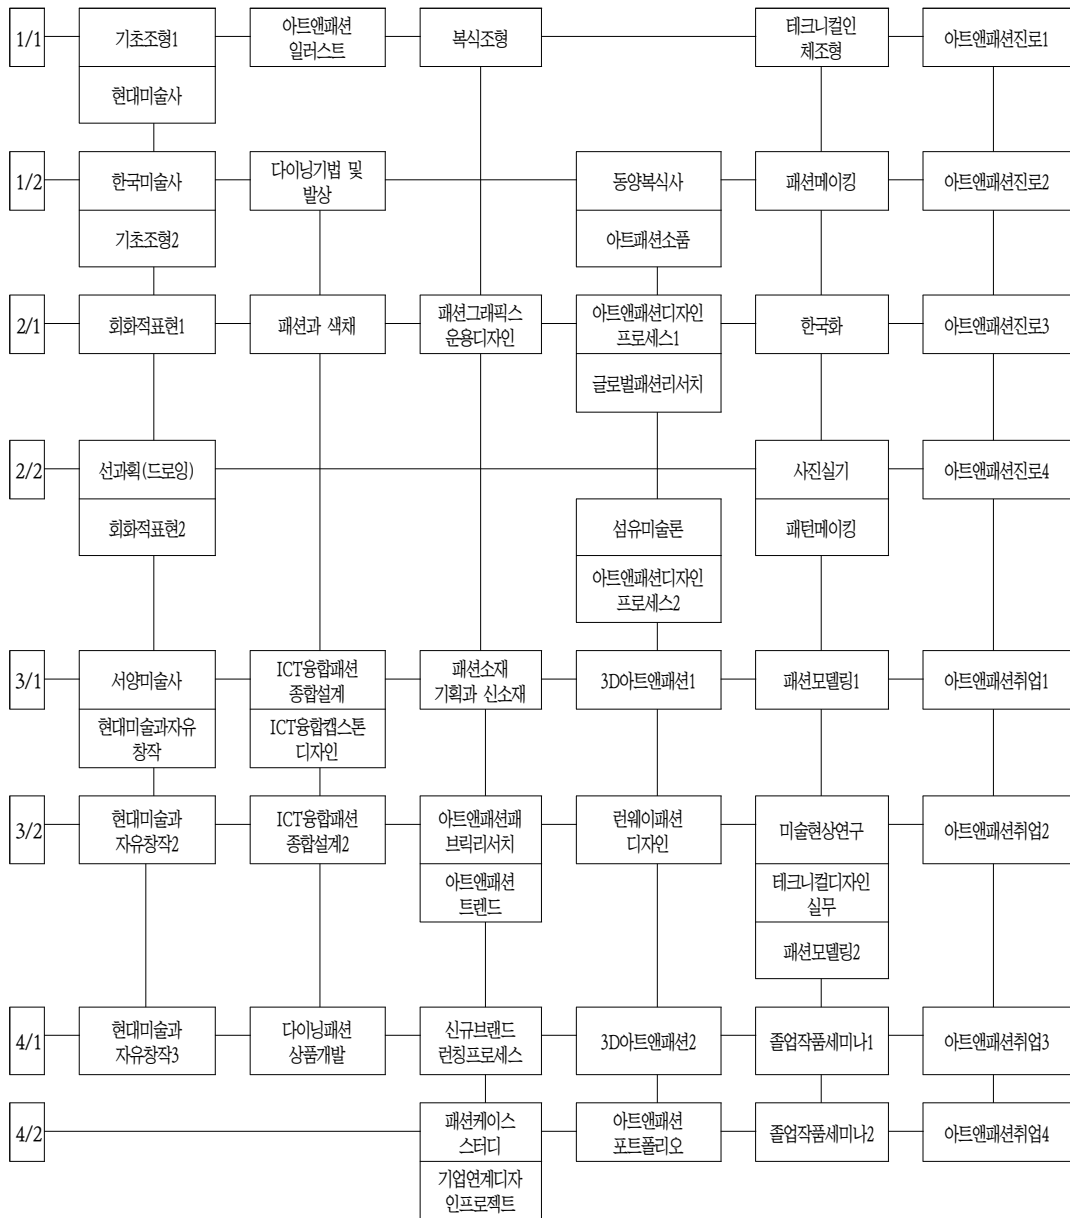 1/1
기초조형1
아트앤패션
일러스트
복식조형
테크니컬인
체조형
아트앤패션진로1
현대미술사
1/2
한국미술사
다이닝기법 및
발상
동양복식사
패션메이킹
아트앤패션진로2
기초조형2
아트패션소품
2/1
회화적표현1
패션과 색채
패션그래픽스
운용디자인
아트앤패션디자인
프로세스1
한국화
아트앤패션진로3
글로벌패션리서치
2/2
선과획(드로잉)
사진실기
아트앤패션진로4
회화적표현2
섬유미술론
패턴메이킹
아트앤패션디자인
프로세스2
3/1
서양미술사
ICT융합패션
종합설계
패션소재
기획과 신소재
3D아트앤패션1
패션모델링1
아트앤패션취업1
현대미술과자유
창작
ICT융합캡스톤
디자인
3/2
현대미술과
자유창작2
ICT융합패션
종합설계2
아트앤패션패
브릭리서치
런웨이패션
디자인
미술현상연구
아트앤패션취업2
아트앤패션
트렌드
테크니컬디자인
실무
패션모델링2
4/1
현대미술과
자유창작3
다이닝패션
상품개발
신규브랜드
런칭프로세스
3D아트앤패션2
졸업작품세미나1
아트앤패션취업3
4/2
패션케이스
스터디
아트앤패션
포트폴리오
졸업작품세미나2
아트앤패션취업4
기업연계디자
인프로젝트